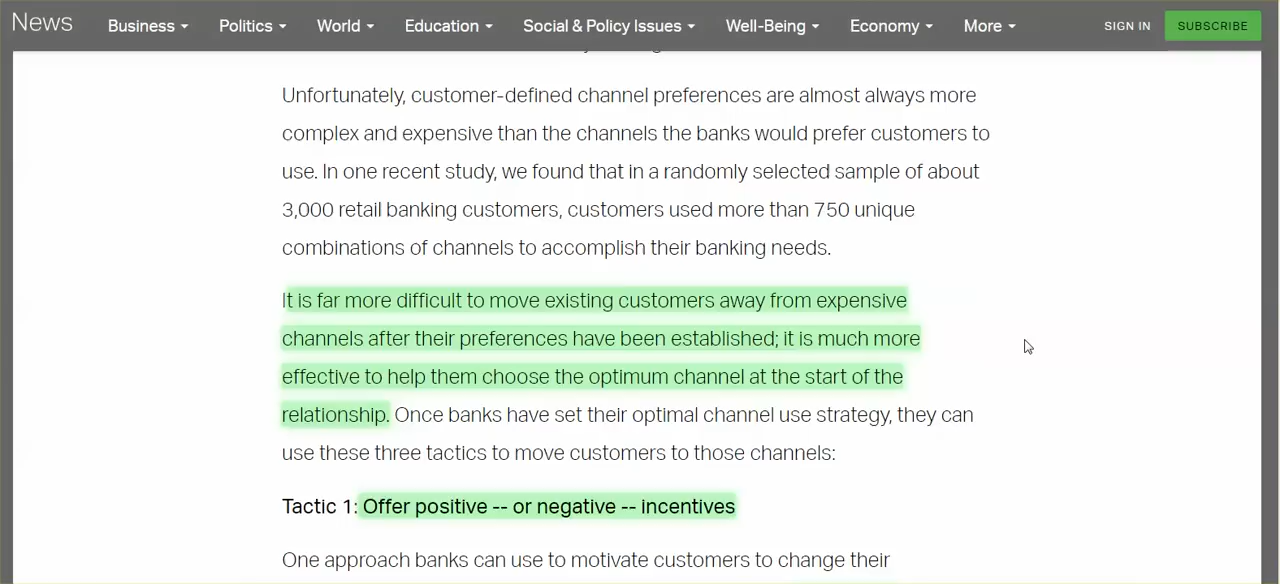 News Business Politics World Education Social & Policy Issues Well-Being Economy More SIGN IN SUBSCRIBE
Unfortunately, customer-defined channel preferences are almost always more
complex and expensive than the channels the banks would prefer customers to
use. In one recent study, we found that in a randomly selected sample of about
3,000 retail banking customers, customers used more than 750 unique
combinations of channels to accomplish their banking needs.
It is far more difficult to move existing customers away from expensive
channels after their preferences have been established; it is much more
effective to help them choose the optimum channel at the start of the
relationship. Once banks have set their optimal channel use strategy, they can
use these three tactics to move customers to those channels:
Tactic 1: Offer positive -- or negative -- incentives
One approach banks can use to motivate customers to change their